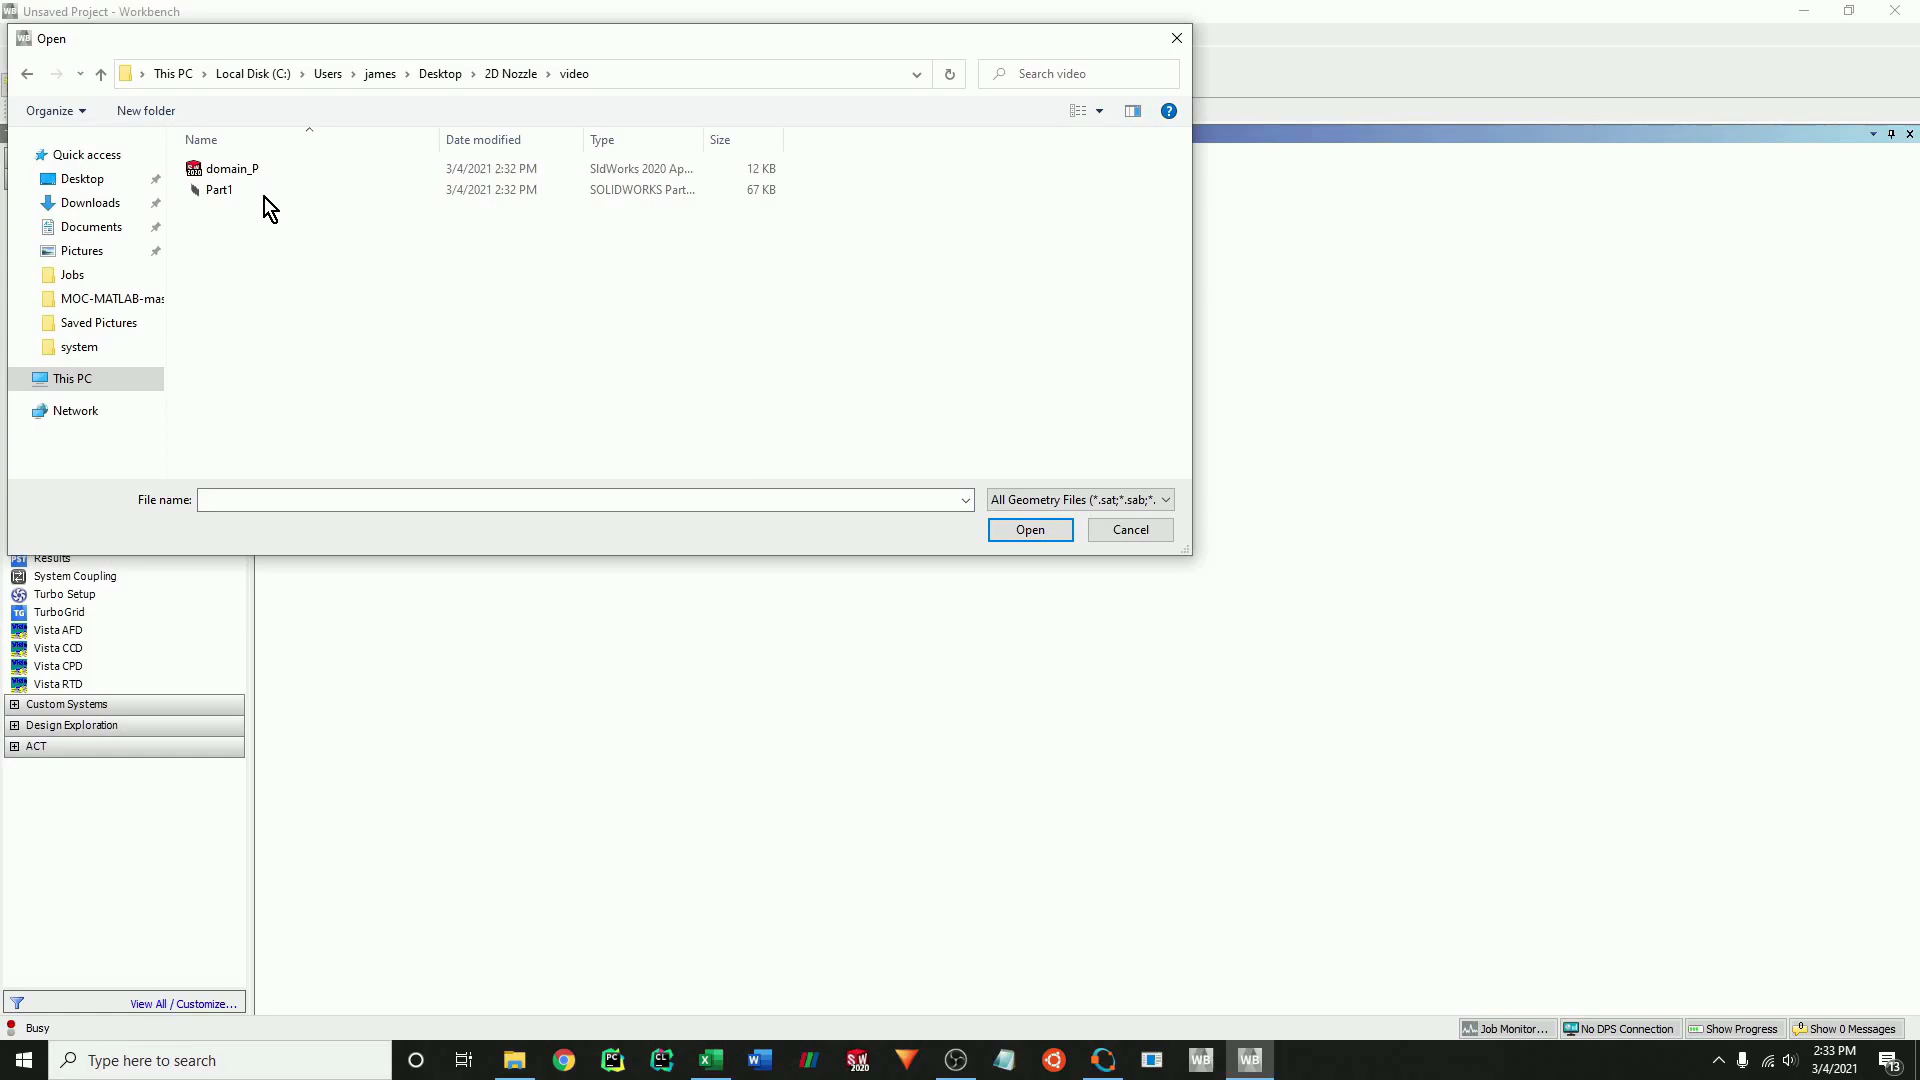 Unsaved Project - Workbench
Open
This PC > Local Disk (C:) > Users > james > Desktop > 2D Nozzle > video
Search video
Organize
New folder
Name
Date modified
Type
Size
Quick access
Desktop
Downloads
Documents
Pictures
Jobs
MOC-MATLAB-mas
Saved Pictures
system
This PC
Network
domain_P 3/4/2021 2:32 PM SldWorks 2020 Ap... 12 KB
Part1 3/4/2021 2:32 PM SOLIDWORKS Part... 67 KB
File name:
All Geometry Files (*.sat;*.sab;*.
Open
Cancel
Results
System Coupling
Turbo Setup
TurboGrid
Vista AFD
Vista CCD
Vista CPD
Vista RTD
Custom Systems
Design Exploration
ACT
View All / Customize...
Busy
Job Monitor...
No DPS Connection
Show Progress
Show 0 Messages
Type here to search
2:33 PM
3/4/2021
13